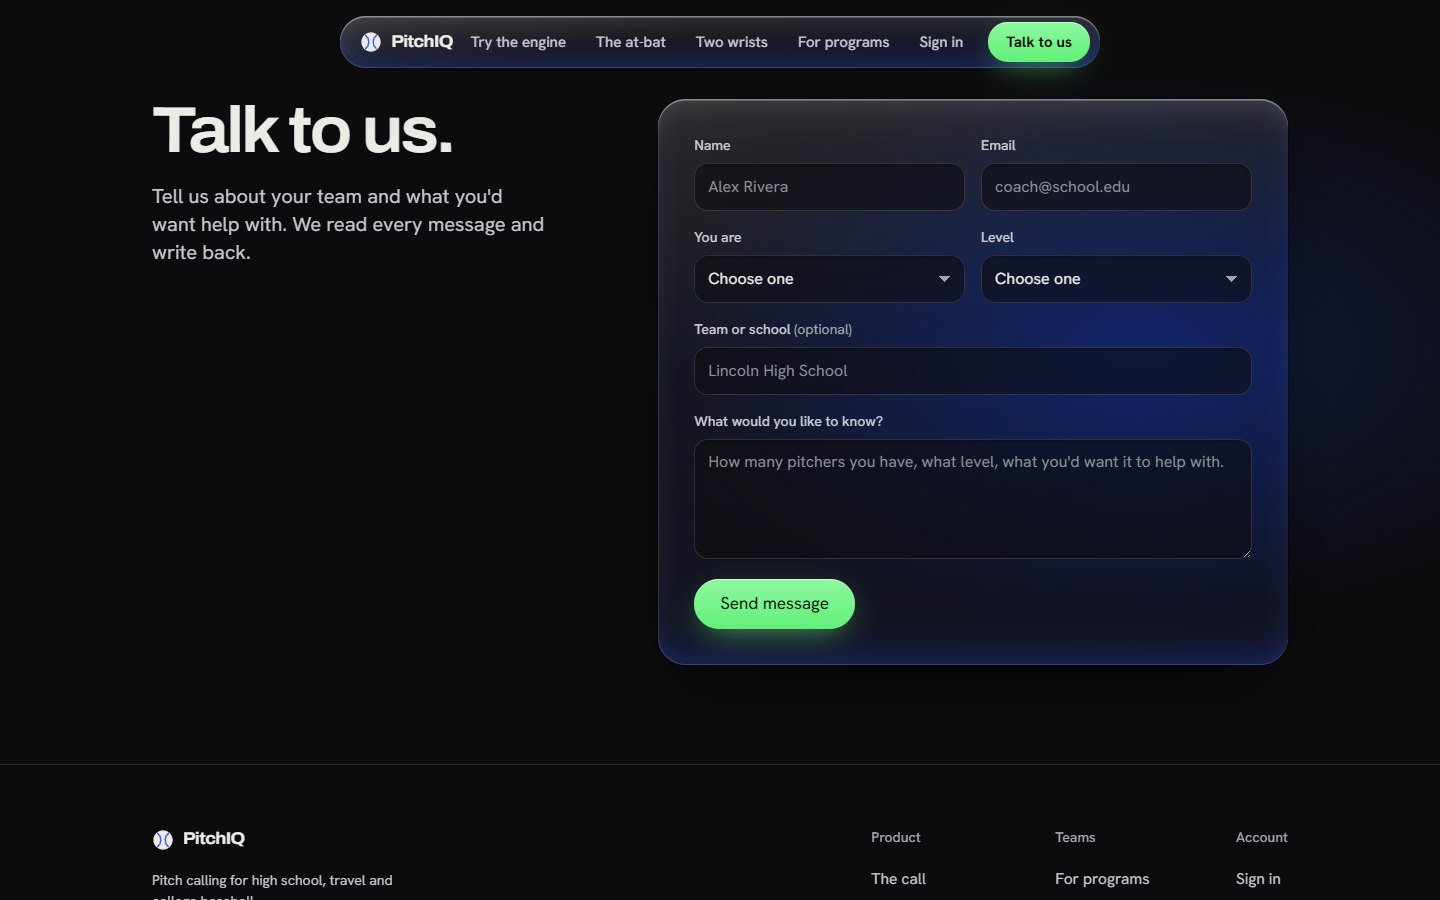 PitchIQ Try the engine The at-bat Two wrists For programs Sign in Talk to us
Talk to us.
Tell us about your team and what you'd
want help with. We read every message and
write back.
Name Email
Alex Rivera coach@school.edu
You are Level
Choose one Choose one
Team or school (optional)
Lincoln High School
What would you like to know?
How many pitchers you have, what level, what you'd want it to help with.
Send message
PitchIQ Product Teams Account
Pitch calling for high school, travel and
The call For programs Sign in